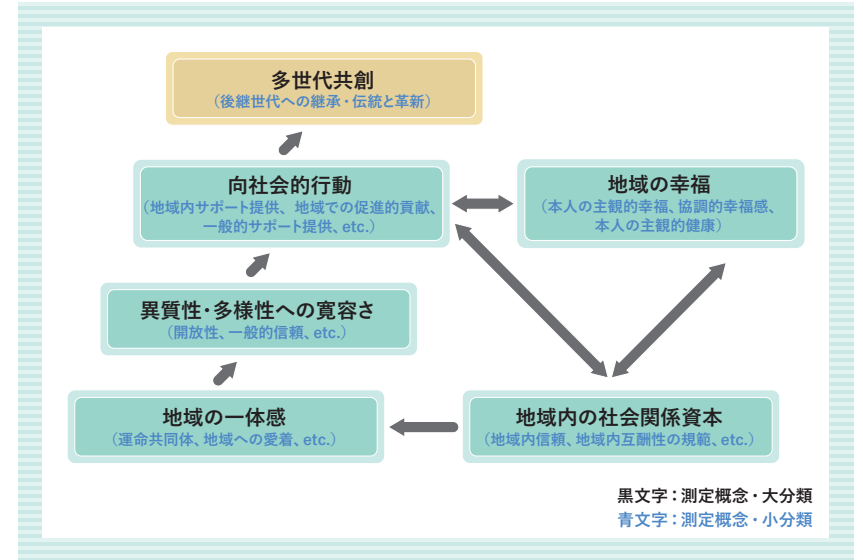 多世代共創
（後継世代への継承・伝統と革新）
向社会的行動
（地域内サポート提供、地域での促進的貢献、
一般的サポート提供、etc.）
地域の幸福
（本人の主観的幸福、協調的幸福感、
本人の主観的健康）
異質性・多様性への寛容さ
（開放性、一般的信頼、etc.）
地域の一体感
（運命共同体、地域への愛着、etc.）
地域内の社会関係資本
（地域内信頼、地域内互酬性の規範、etc.）
黒文字：測定概念・大分類
青文字：測定概念・小分類